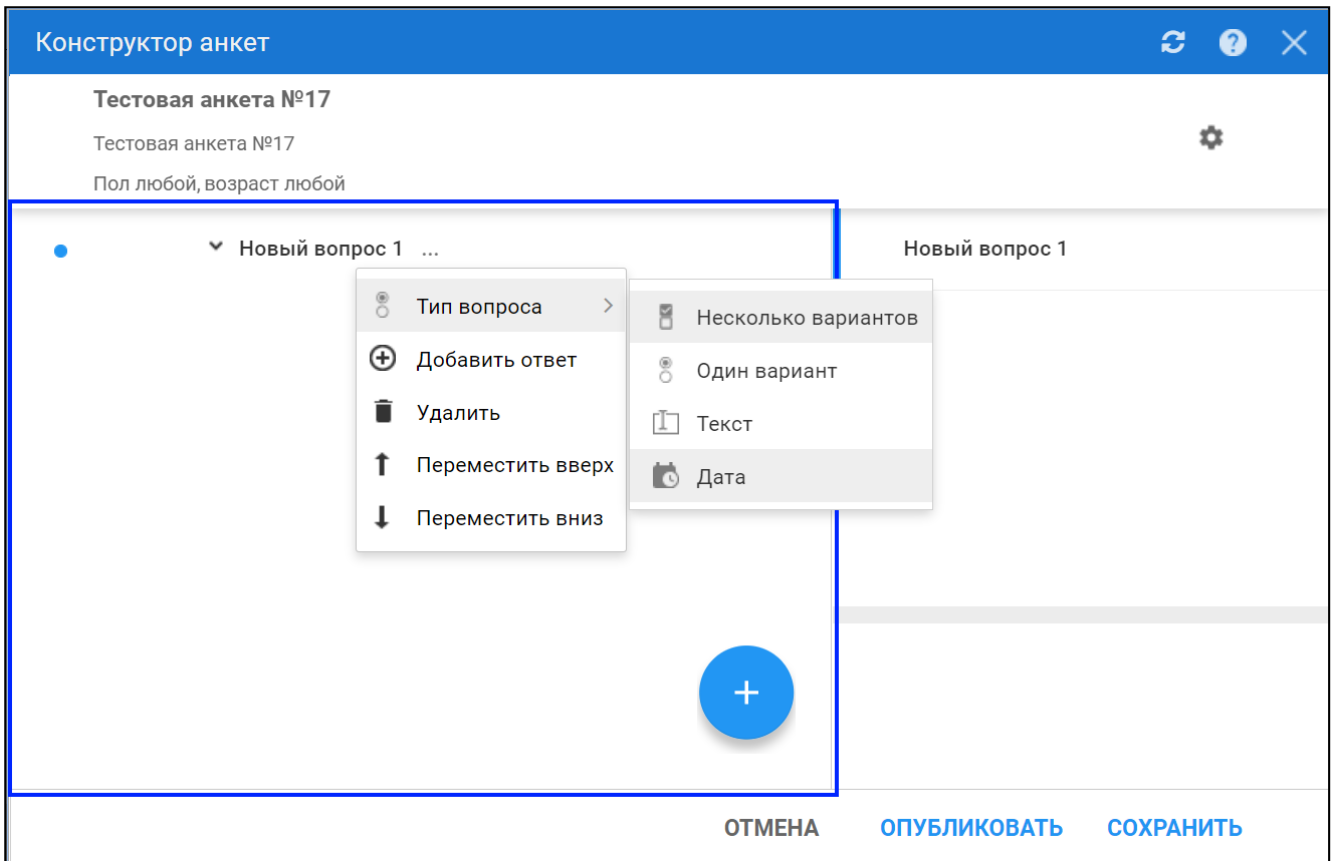 Конструктор анкет
Тестовая анкета №17
Тестовая анкета №17
Пол любой, возраст любой
Новый вопрос 1 ...
Новый вопрос 1
Тип вопроса
Добавить ответ
Удалить
Переместить вверх
Переместить вниз
Несколько вариантов
Один вариант
Текст
Дата
ОТМЕНА ОПУБЛИКОВАТЬ СОХРАНИТЬ